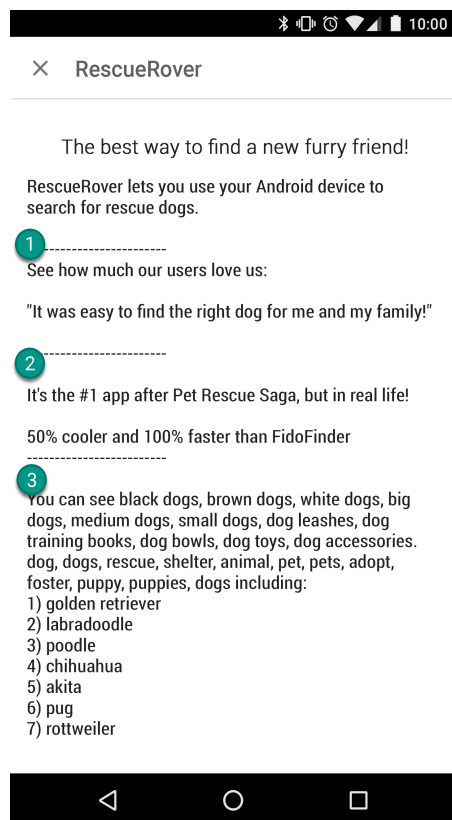 10:00
RescueRover
The best way to find a new furry friend!
RescueRover lets you use your Android device to
search for rescue dogs.
1 ----------------------
See how much our users love us:
"It was easy to find the right dog for me and my family!"
----------------------
2
It's the #1 app after Pet Rescue Saga, but in real life!
50% cooler and 100% faster than FidoFinder
-------------------------
3
You can see black dogs, brown dogs, white dogs, big
dogs, medium dogs, small dogs, dog leashes, dog
training books, dog bowls, dog toys, dog accessories.
dog, dogs, rescue, shelter, animal, pet, pets, adopt,
foster, puppy, puppies, dogs including:
1) golden retriever
2) labradoodle
3) poodle
4) chihuahua
5) akita
6) pug
7) rottweiler